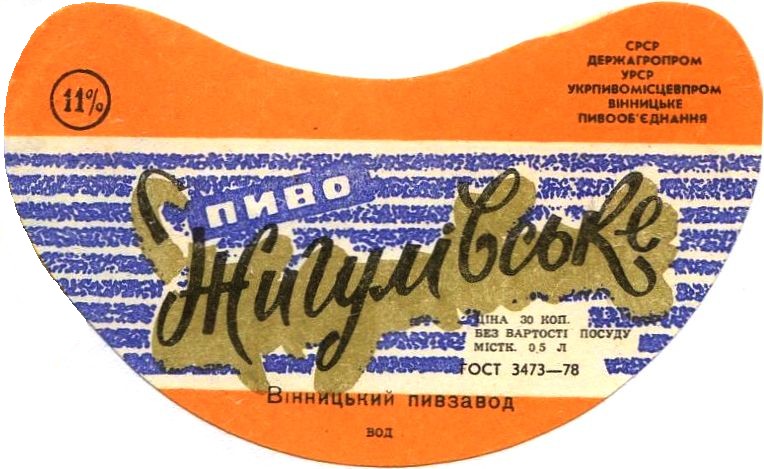 11%
СРСР
ДЕРЖАГРОПРОМ
УРСР
УКРПИВОМІСЦЕВПРОМ
ВІННИЦЬКЕ
ПИВООБ'ЄДНАННЯ
ПИВО
Жигулівське
ЦІНА 30 КОП.
БЕЗ ВАРТОСТІ ПОСУДУ
МІСТК. 0,5 Л
ГОСТ 3473—78
Вінницький пивзавод
ВОД